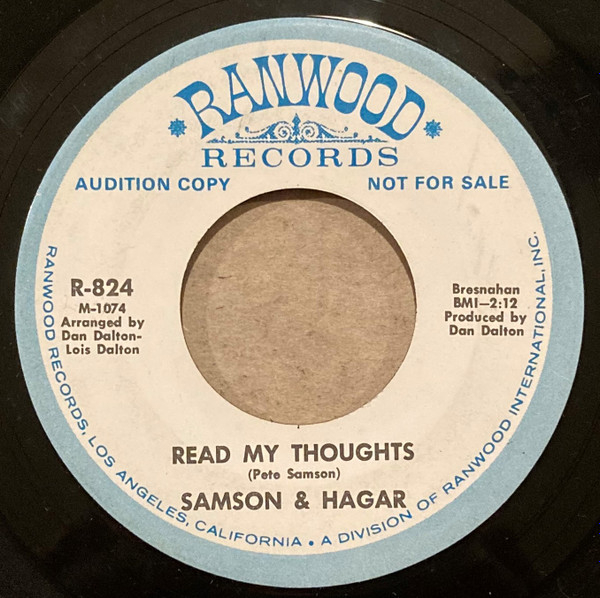 RANWOOD
RECORDS
AUDITION COPY NOT FOR SALE
R-824
M-1074
Arranged by
Dan Dalton-
Lois Dalton
Bresnahan
BMI—2:12
Produced by
Dan Dalton
READ MY THOUGHTS
(Pete Samson)
SAMSON & HAGAR
RANWOOD RECORDS, LOS ANGELES, CALIFORNIA • A DIVISION OF RANWOOD INTERNATIONAL, INC.